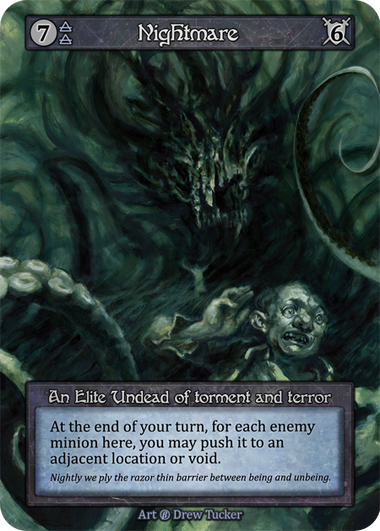 7 Nightmare 6
An Elite Undead of torment and terror
At the end of your turn, for each enemy
minion here, you may push it to an
adjacent location or void.
Nightly we ply the razor thin barrier between being and unbeing.
Art @ Drew Tucker